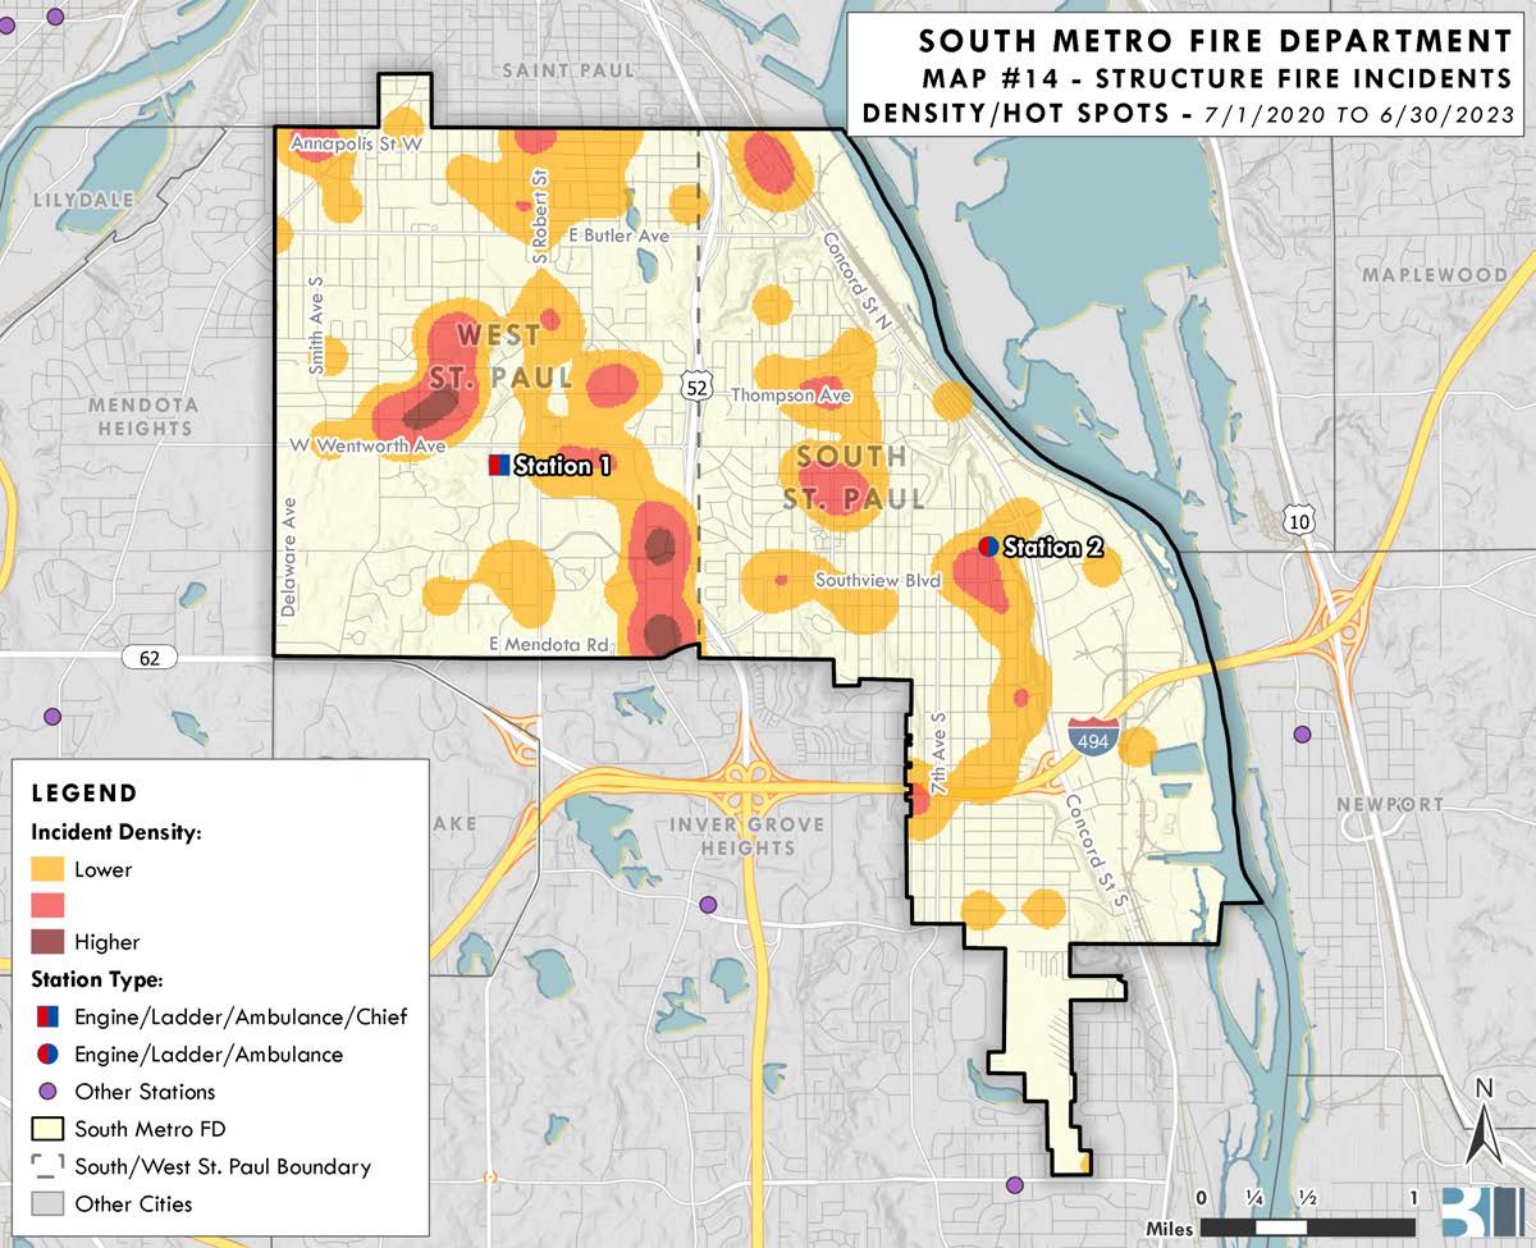 SOUTH METRO FIRE DEPARTMENT
MAP #14 - STRUCTURE FIRE INCIDENTS
DENSITY/HOT SPOTS - 7/1/2020 TO 6/30/2023
SAINT PAUL
Annapolis St W
LILYDALE
S Robert St
E Butler Ave
Concord St N
MAPLEWOOD
Smith Ave S
WEST
ST. PAUL
52
Thompson Ave
MENDOTA
HEIGHTS
W Wentworth Ave
Station 1
SOUTH
ST. PAUL
10
Delaware Ave
Station 2
Southview Blvd
E Mendota Rd
62
7th Ave S
494
INVER GROVE
HEIGHTS
AKE
NEWPORT
Concord St S
LEGEND
Incident Density:
Lower
Higher
Station Type:
Engine/Ladder/Ambulance/Chief
Engine/Ladder/Ambulance
Other Stations
South Metro FD
South/West St. Paul Boundary
Other Cities
N
0 ¼ ½ 1
Miles